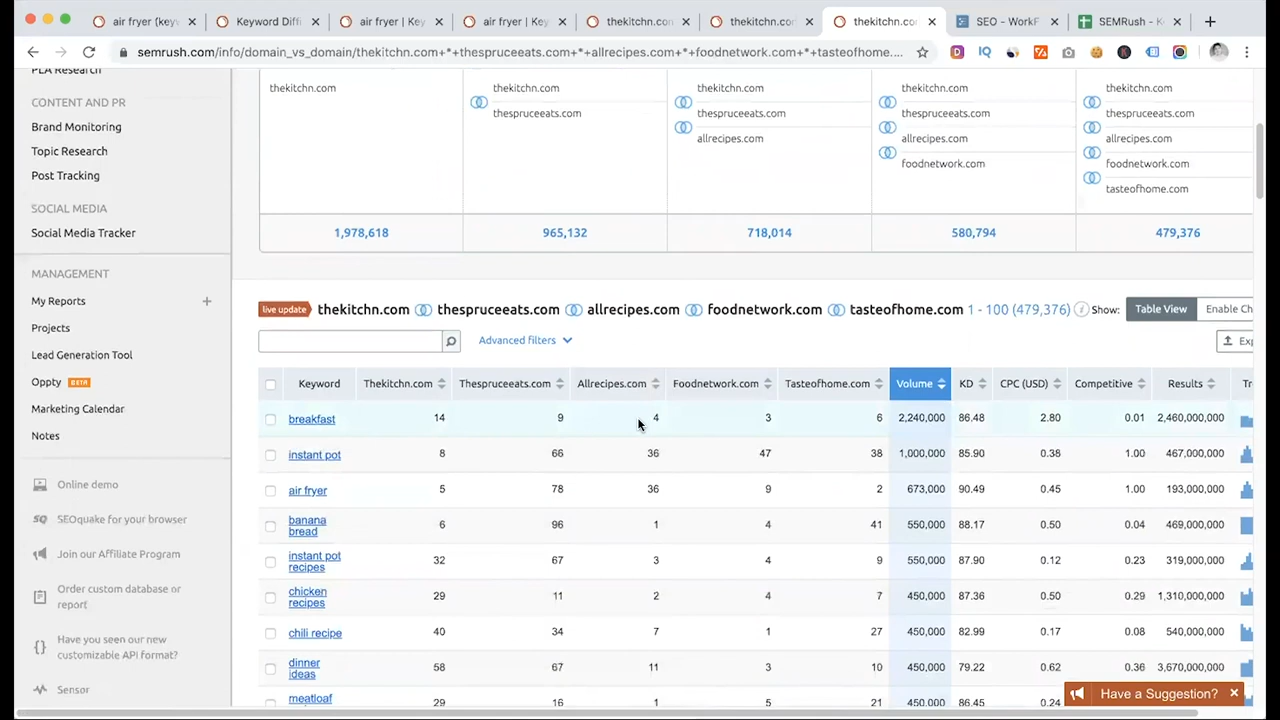 air fryer (keyw
Keyword Diffi
air fryer | Key
air fryer | Key
thekitchn.con
thekitchn.con
thekitchn.con
SEO - WorkF
SEMRush - K
semrush.com/info/domain_vs_domain/thekitchn.com+*+thespruceeats.com+*+allrecipes.com+*+foodnetwork.com+*+tasteofhome....
PLA Research
CONTENT AND PR
Brand Monitoring
Topic Research
Post Tracking
SOCIAL MEDIA
Social Media Tracker
MANAGEMENT
My Reports
Projects
Lead Generation Tool
Oppty BETA
Marketing Calendar
Notes
Online demo
SEOquake for your browser
Join our Affiliate Program
Order custom database or
report
Have you seen our new
customizable API format?
Sensor
thekitchn.com
thekitchn.com
thespruceeats.com
thekitchn.com
thespruceeats.com
allrecipes.com
thekitchn.com
thespruceeats.com
allrecipes.com
foodnetwork.com
thekitchn.com
thespruceeats.com
allrecipes.com
foodnetwork.com
tasteofhome.com
1,978,618 965,132 718,014 580,794 479,376
live update thekitchn.com thespruceeats.com allrecipes.com foodnetwork.com tasteofhome.com 1 - 100 (479,376) Show: Table View Enable Ch
Advanced filters
Exp
Keyword Thekitchn.com Thespruceeats.com Allrecipes.com Foodnetwork.com Tasteofhome.com Volume KD CPC (USD) Competitive Results Tr
breakfast 14 9 4 3 6 2,240,000 86.48 2.80 0.01 2,460,000,000
instant pot 8 66 36 47 38 1,000,000 85.90 0.38 1.00 467,000,000
air fryer 5 78 36 9 2 673,000 90.49 0.45 1.00 193,000,000
banana
bread 6 96 1 4 41 550,000 88.17 0.50 0.04 469,000,000
instant pot
recipes 32 67 3 4 9 550,000 87.90 0.12 0.23 319,000,000
chicken
recipes 29 11 2 4 7 450,000 87.36 0.50 0.29 1,310,000,000
chili recipe 40 34 7 1 27 450,000 82.99 0.17 0.08 540,000,000
dinner
ideas 58 67 11 3 10 450,000 79.22 0.62 0.36 3,670,000,000
meatloaf 29 16 1 5 21 450,000 86.45 0.24
Have a Suggestion?